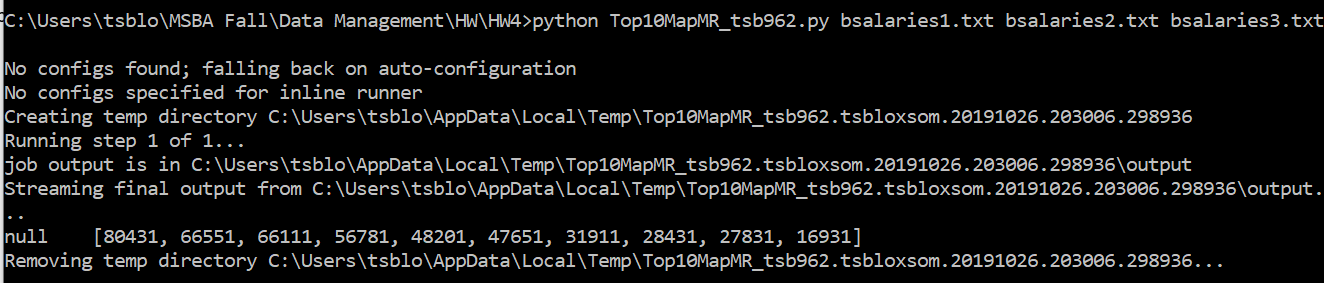 C:\Users\tsblo\MSBA Fall\Data Management\HW\HW4>python Top10MapMR_tsb962.py bsalaries1.txt bsalaries2.txt bsalaries3.txt
No configs found; falling back on auto-configuration
No configs specified for inline runner
Creating temp directory C:\Users\tsblo\AppData\Local\Temp\Top10MapMR_tsb962.tsbloxsom.20191026.203006.298936
Running step 1 of 1...
job output is in C:\Users\tsblo\AppData\Local\Temp\Top10MapMR_tsb962.tsbloxsom.20191026.203006.298936\output
Streaming final output from C:\Users\tsblo\AppData\Local\Temp\Top10MapMR_tsb962.tsbloxsom.20191026.203006.298936\output.
..
null    [80431, 66551, 66111, 56781, 48201, 47651, 31911, 28431, 27831, 16931]
Removing temp directory C:\Users\tsblo\AppData\Local\Temp\Top10MapMR_tsb962.tsbloxsom.20191026.203006.298936...